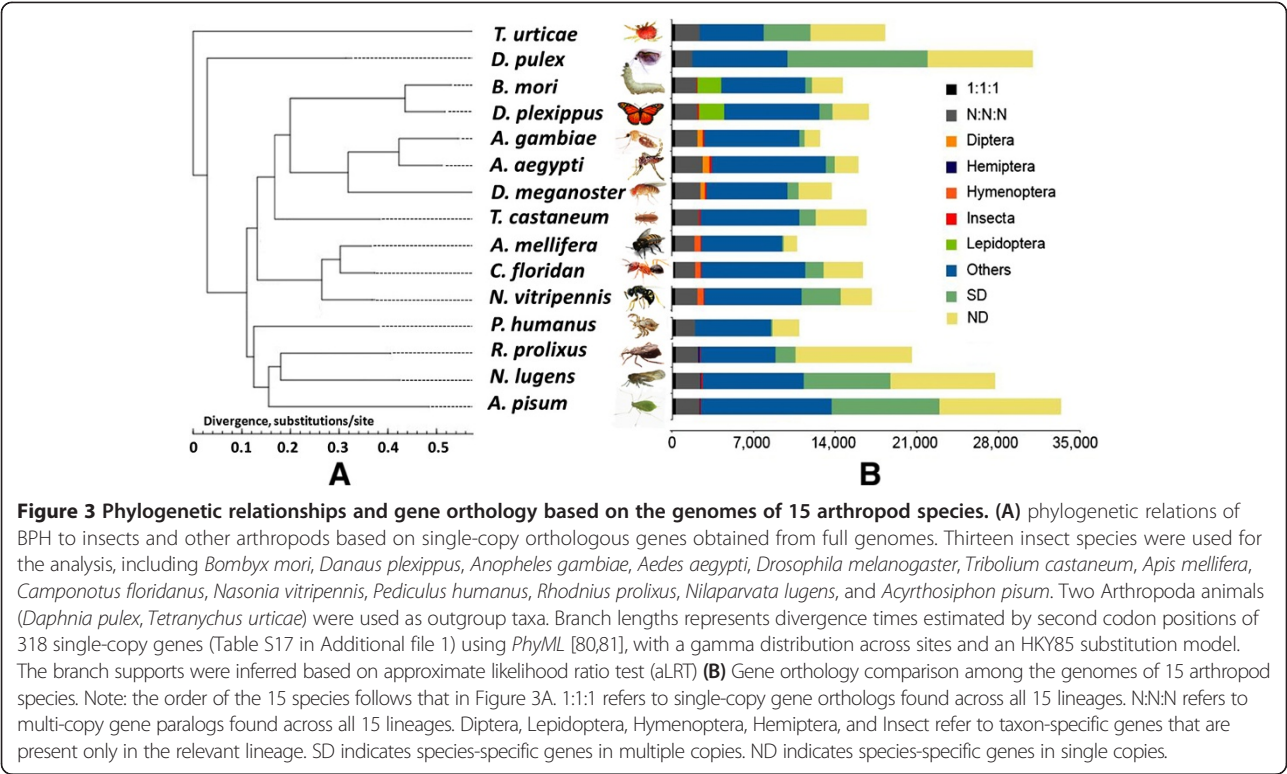 T. urticae
D. pulex
B. mori
D. plexippus
A. gambiae
A. aegypti
D. meganoster
T. castaneum
A. mellifera
C. floridan
N. vitripennis
P. humanus
R. prolixus
N. lugens
A. pisum
Divergence, substitutions/site
0 0.1 0.2 0.3 0.4 0.5
A
1:1:1
N:N:N
Diptera
Hemiptera
Hymenoptera
Insecta
Lepidoptera
Others
SD
ND
0 7,000 14,000 21,000 28,000 35,000
B
Figure 3 Phylogenetic relationships and gene orthology based on the genomes of 15 arthropod species. (A) phylogenetic relations of
BPH to insects and other arthropods based on single-copy orthologous genes obtained from full genomes. Thirteen insect species were used for
the analysis, including Bombyx mori, Danaus plexippus, Anopheles gambiae, Aedes aegypti, Drosophila melanogaster, Tribolium castaneum, Apis mellifera,
Camponotus floridanus, Nasonia vitripennis, Pediculus humanus, Rhodnius prolixus, Nilaparvata lugens, and Acyrthosiphon pisum. Two Arthropoda animals
(Daphnia pulex, Tetranychus urticae) were used as outgroup taxa. Branch lengths represents divergence times estimated by second codon positions of
318 single-copy genes (Table S17 in Additional file 1) using PhyML [80,81], with a gamma distribution across sites and an HKY85 substitution model.
The branch supports were inferred based on approximate likelihood ratio test (aLRT) (B) Gene orthology comparison among the genomes of 15 arthropod
species. Note: the order of the 15 species follows that in Figure 3A. 1:1:1 refers to single-copy gene orthologs found across all 15 lineages. N:N:N refers to
multi-copy gene paralogs found across all 15 lineages. Diptera, Lepidoptera, Hymenoptera, Hemiptera, and Insect refer to taxon-specific genes that are
present only in the relevant lineage. SD indicates species-specific genes in multiple copies. ND indicates species-specific genes in single copies.